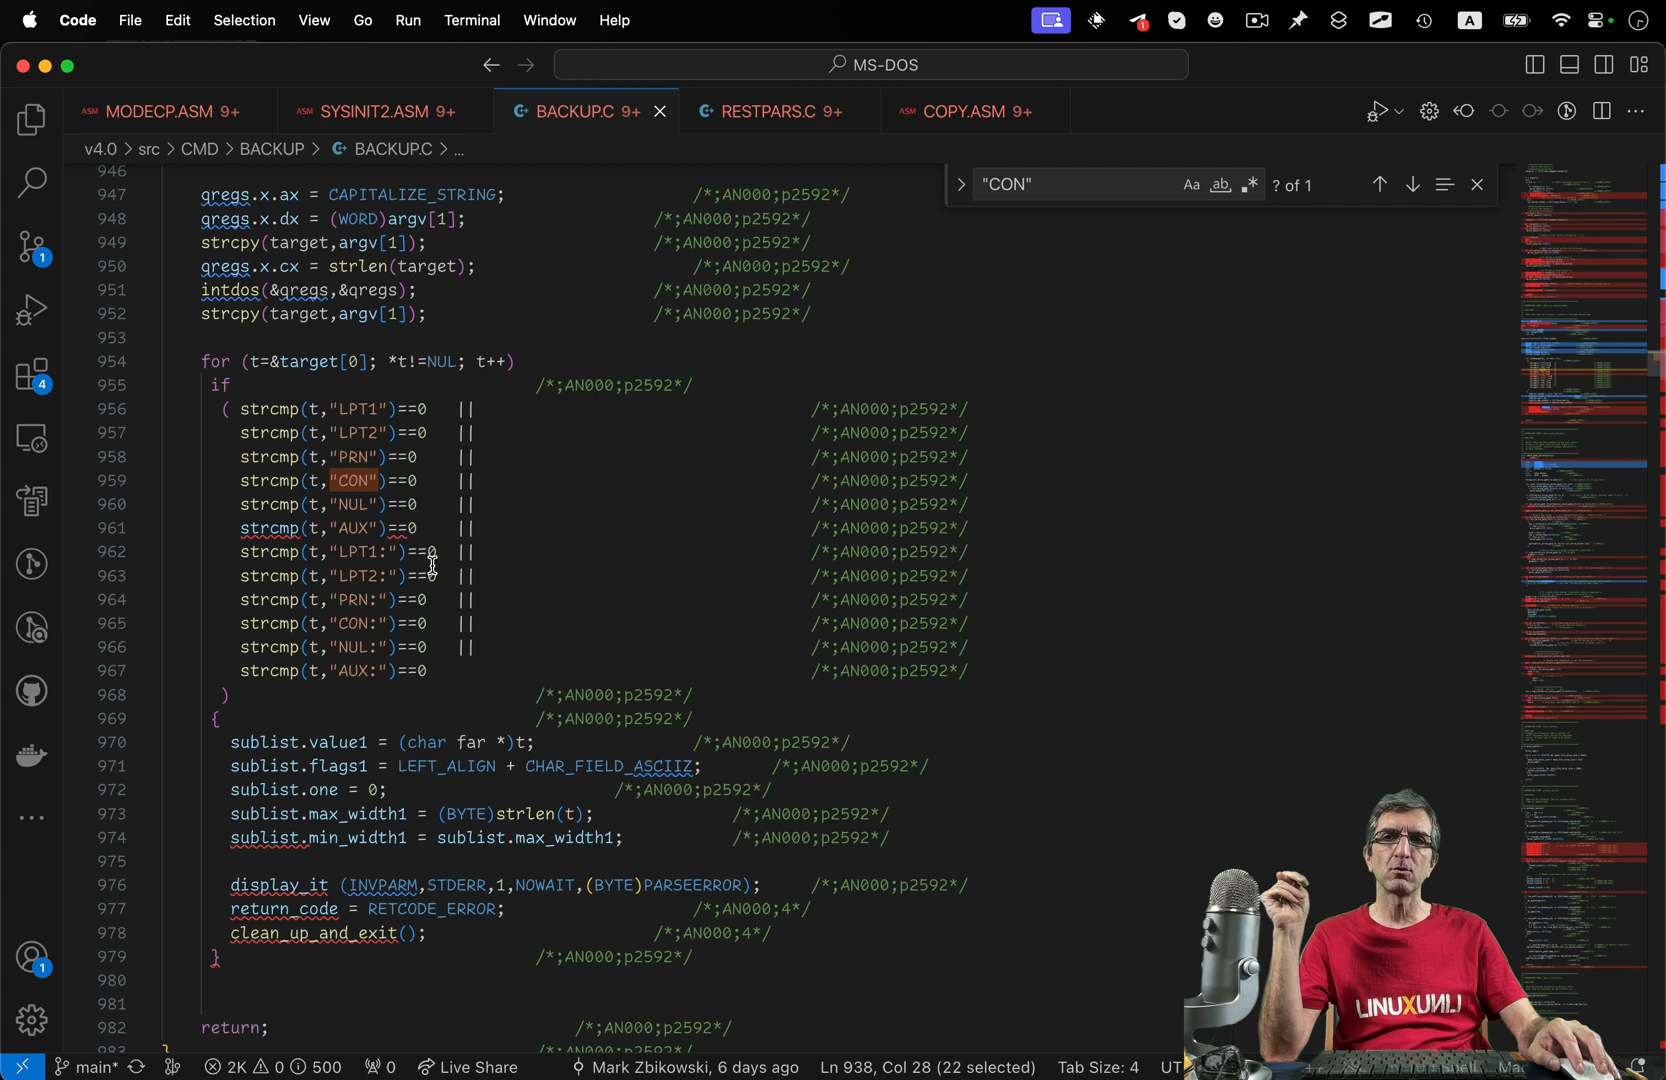 Code File Edit Selection View Go Run Terminal Window Help
1
A
MS-DOS
ASM MODECP.ASM 9+
ASM SYSINIT2.ASM 9+
BACKUP.C 9+
RESTPARS.C 9+
ASM COPY.ASM 9+
v4.0 > src > CMD > BACKUP > BACKUP.C > ...
"CON" Aa ab ? of 1
946
947 qregs.x.ax = CAPITALIZE_STRING; /*;AN000;p2592*/
948 qregs.x.dx = (WORD)argv[1]; /*;AN000;p2592*/
949 strcpy(target,argv[1]); /*;AN000;p2592*/
950 qregs.x.cx = strlen(target); /*;AN000;p2592*/
951 intdos(&qregs,&qregs); /*;AN000;p2592*/
952 strcpy(target,argv[1]); /*;AN000;p2592*/
953
954 for (t=&target[0]; *t!=NUL; t++)
955 if /*;AN000;p2592*/
956 ( strcmp(t,"LPT1")==0 || /*;AN000;p2592*/
957 strcmp(t,"LPT2")==0 || /*;AN000;p2592*/
958 strcmp(t,"PRN")==0 || /*;AN000;p2592*/
959 strcmp(t,"CON")==0 || /*;AN000;p2592*/
960 strcmp(t,"NUL")==0 || /*;AN000;p2592*/
961 strcmp(t,"AUX")==0 || /*;AN000;p2592*/
962 strcmp(t,"LPT1:")==0 || /*;AN000;p2592*/
963 strcmp(t,"LPT2:")==0 || /*;AN000;p2592*/
964 strcmp(t,"PRN:")==0 || /*;AN000;p2592*/
965 strcmp(t,"CON:")==0 || /*;AN000;p2592*/
966 strcmp(t,"NUL:")==0 || /*;AN000;p2592*/
967 strcmp(t,"AUX:")==0 /*;AN000;p2592*/
968 ) /*;AN000;p2592*/
969 { /*;AN000;p2592*/
970 sublist.value1 = (char far *)t; /*;AN000;p2592*/
971 sublist.flags1 = LEFT_ALIGN + CHAR_FIELD_ASCIIZ; /*;AN000;p2592*/
972 sublist.one = 0; /*;AN000;p2592*/
973 sublist.max_width1 = (BYTE)strlen(t); /*;AN000;p2592*/
974 sublist.min_width1 = sublist.max_width1; /*;AN000;p2592*/
975
976 display_it (INVPARM,STDERR,1,NOWAIT,(BYTE)PARSEERROR); /*;AN000;p2592*/
977 return_code = RETCODE_ERROR; /*;AN000;4*/
978 clean_up_and_exit(); /*;AN000;4*/
979 } /*;AN000;p2592*/
980
981
982 return; /*;AN000;p2592*/
983 } /*;AN000;p2592*/
1
4
1
LINUX
main* 2K 0 500 0 Live Share Mark Zbikowski, 6 days ago Ln 938, Col 28 (22 selected) Tab Size: 4